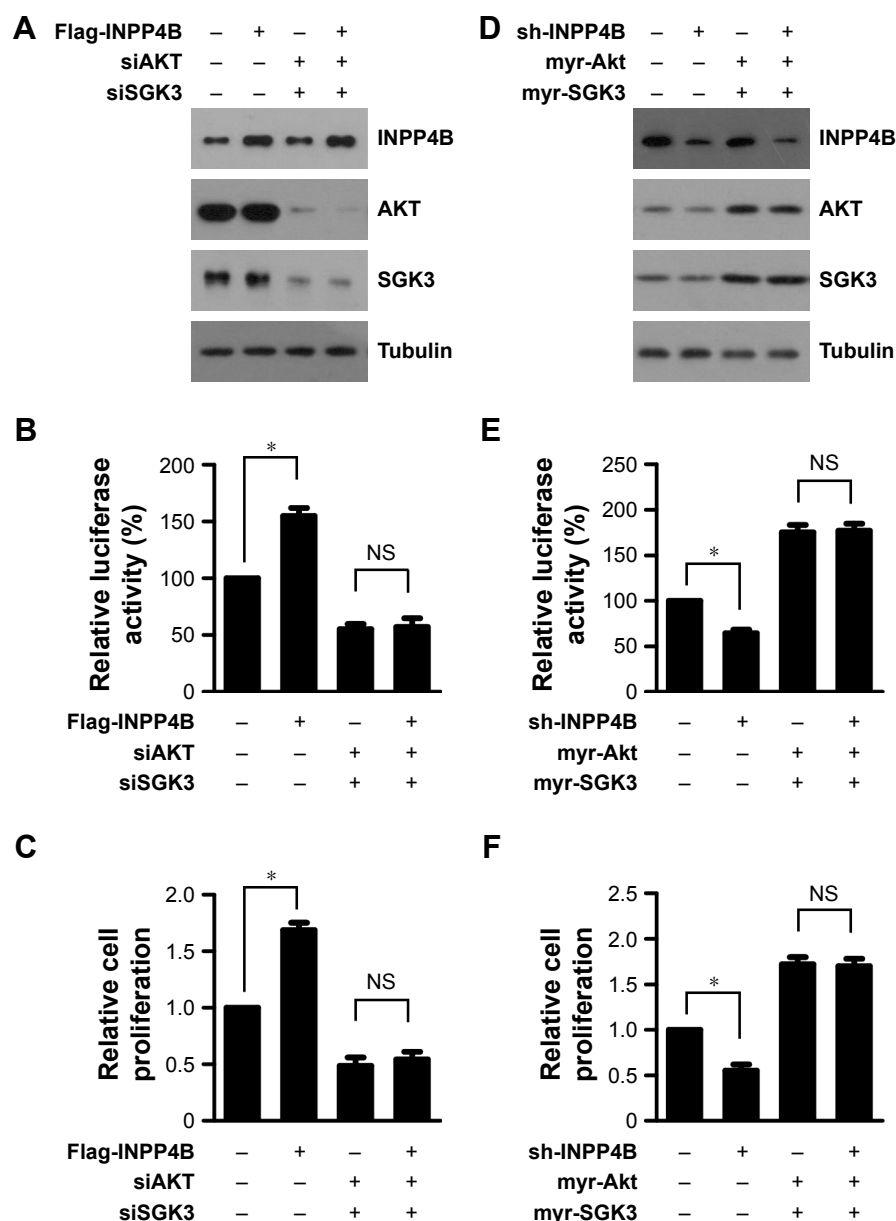 A
Flag-INPP4B – + – +
siAKT – – + +
siSGK3 – – + +
INPP4B
AKT
SGK3
Tubulin
D
sh-INPP4B – + – +
myr-Akt – – + +
myr-SGK3 – – + +
INPP4B
AKT
SGK3
Tubulin
B
Relative luciferase
activity (%)
200
150
100
50
0
*
NS
Flag-INPP4B – + – +
siAKT – – + +
siSGK3 – – + +
E
Relative luciferase
activity (%)
250
200
150
100
50
0
*
NS
sh-INPP4B – + – +
myr-Akt – – + +
myr-SGK3 – – + +
C
Relative cell
proliferation
2.0
1.5
1.0
0.5
0
*
NS
Flag-INPP4B – + – +
siAKT – – + +
siSGK3 – – + +
F
Relative cell
proliferation
2.5
2.0
1.5
1.0
0.5
0
*
NS
sh-INPP4B – + – +
myr-Akt – – + +
myr-SGK3 – – + +